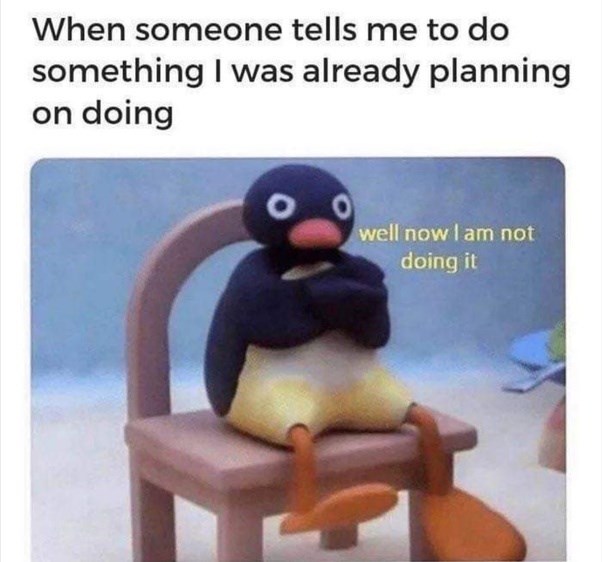 When someone tells me to do
something I was already planning
on doing
well now I am not
doing it